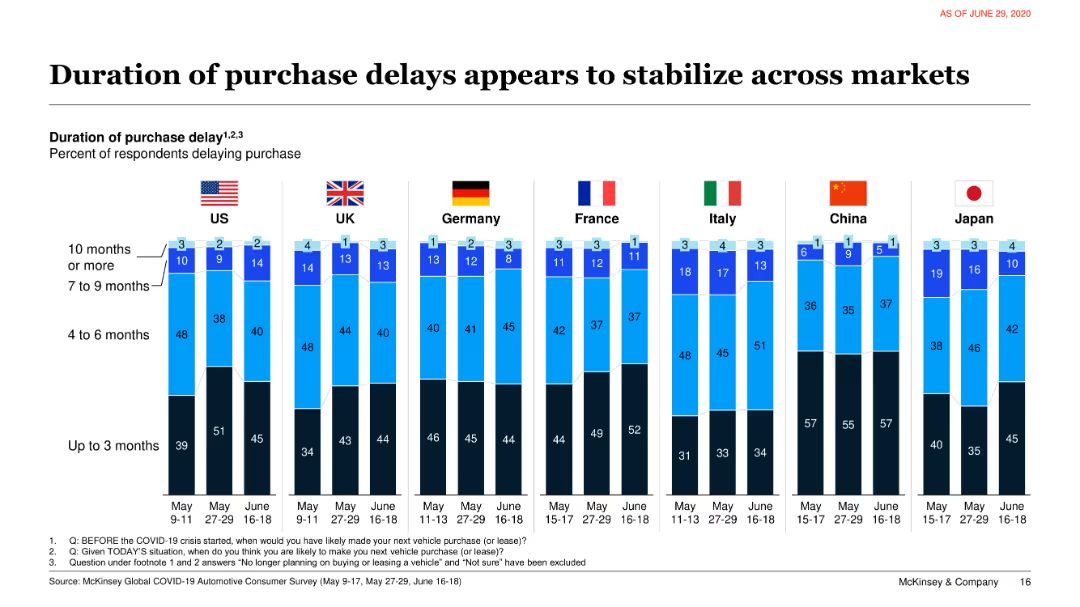 AS OF JUNE 29, 2020
Duration of purchase delays appears to stabilize across markets
Duration of purchase delay1,2,3
Percent of respondents delaying purchase
US
UK
Germany
France
Italy
China
Japan
10 months
or more
7 to 9 months
4 to 6 months
Up to 3 months
3 2 2
10 9 14
48 38 40
39 51 45
4 1 3
14 13 13
48 44 40
34 43 44
1 2 3
13 12 8
40 41 45
46 45 44
3 3 1
11 12 11
42 37 37
44 49 52
3 4 3
18 17 13
48 45 51
31 33 34
1 1 1
6 9 5
36 35 37
57 55 57
3 3 4
19 16 10
38 46 42
40 35 45
May May June May May June May May June May May June May May June May May June May May June
9-11 27-29 16-18 9-11 27-29 16-18 11-13 27-29 16-18 15-17 27-29 16-18 11-13 27-29 16-18 15-17 27-29 16-18 15-17 27-29 16-18
1. Q: BEFORE the COVID-19 crisis started, when would you have likely made your next vehicle purchase (or lease)?
2. Q: Given TODAY'S situation, when do you think you are likely to make you next vehicle purchase (or lease)?
3. Question under footnote 1 and 2 answers "No longer planning on buying or leasing a vehicle" and "Not sure" have been excluded
Source: McKinsey Global COVID-19 Automotive Consumer Survey (May 9-17, May 27-29, June 16-18)
McKinsey & Company 16